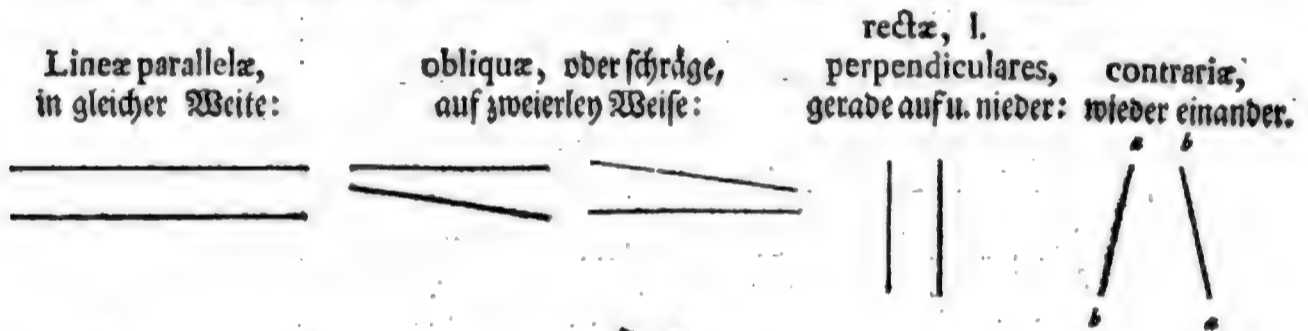 Lineæ parallelæ,
in gleicher Weite:
obliquæ, oder schräge,
auf zweierley Weise:
rectæ, l.
perpendiculares,
gerade auf u. nieder:
contrariæ,
wieder einander.
a b
b a